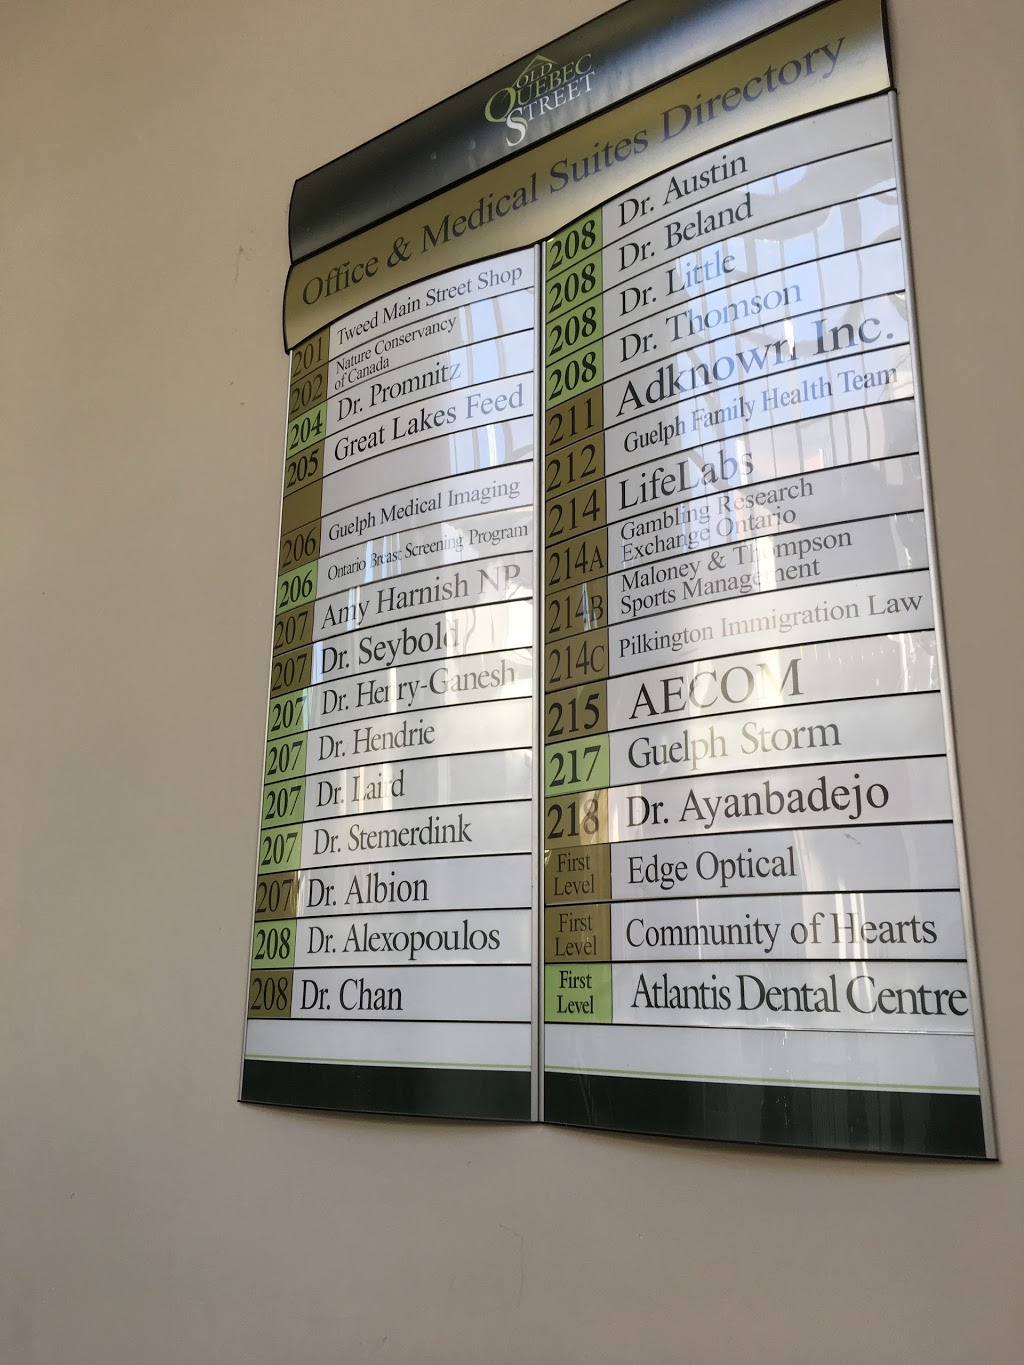 OLD
QUEBEC
STREET
Office & Medical Suites Directory
201 Tweed Main Street Shop
202 Nature Conservancy
of Canada
204 Dr. Promnitz
205 Great Lakes Feed
206 Guelph Medical Imaging
206 Ontario Breast Screening Program
207 Amy Harnish NP
207 Dr. Seybold
207 Dr. Henry-Ganesh
207 Dr. Hendrie
207 Dr. Laird
207 Dr. Stemerdink
207 Dr. Albion
208 Dr. Alexopoulos
208 Dr. Chan
208 Dr. Austin
208 Dr. Beland
208 Dr. Little
208 Dr. Thomson
211 Adknown Inc.
212 Guelph Family Health Team
214 LifeLabs
214A Gambling Research
Exchange Ontario
214B Maloney & Thompson
Sports Management
214C Pilkington Immigration Law
215 AECOM
217 Guelph Storm
218 Dr. Ayanbadejo
First
Level Edge Optical
First
Level Community of Hearts
First
Level Atlantis Dental Centre